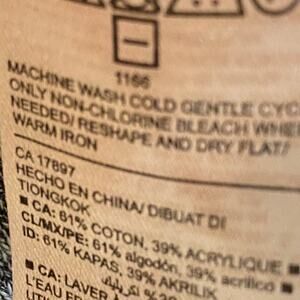 1166
MACHINE WASH COLD GENTLE CYC
ONLY NON-CHLORINE BLEACH WHEN
NEEDED/ RESHAPE AND DRY FLAT/
WARM IRON
CA 17897
HECHO EN CHINA/ DIBUAT DI
TIONGKOK
■ CA: 61% COTON, 39% ACRYLIQUE ■
CL/MX/PE: 61% algodón, 39% acrílico ■
ID: 61% KAPAS, 39% AKRILIK
■ CA: LAVER À
L'EAU FR